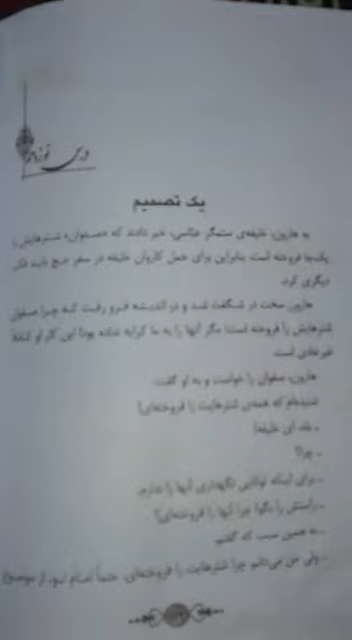 درس نوزدهم
یک تصمیم
به هارون، خلیفه‌ی ستمگر عباسی، خبر دادند که «صفوان» شترهایش را
یک‌جا فروخته است. بنابراین برای حمل کاروان خلیفه در سفر حج باید فکر
دیگری کرد.
هارون سخت در شگفت شد و در اندیشه فرو رفت که چرا صفوان
شترهایش را فروخته است؛ مگر آنها را به ما کرایه نداده بود؟ این کار او
غیرعادی است.
هارون، صفوان را خواست و به او گفت:
شنیده‌ام که همه‌ی شترهایت را فروخته‌ای!
ـ بله ای خلیفه!
ـ چرا؟
ـ برای اینکه توانایی نگهداری آنها را ندارم.
ـ راستش را بگو! چرا آنها را فروخته‌ای؟
ـ به همین سبب که گفتم.
ـ ولی من می‌دانم چرا شترهایت را فروخته‌ای. حتماً امام تو، از